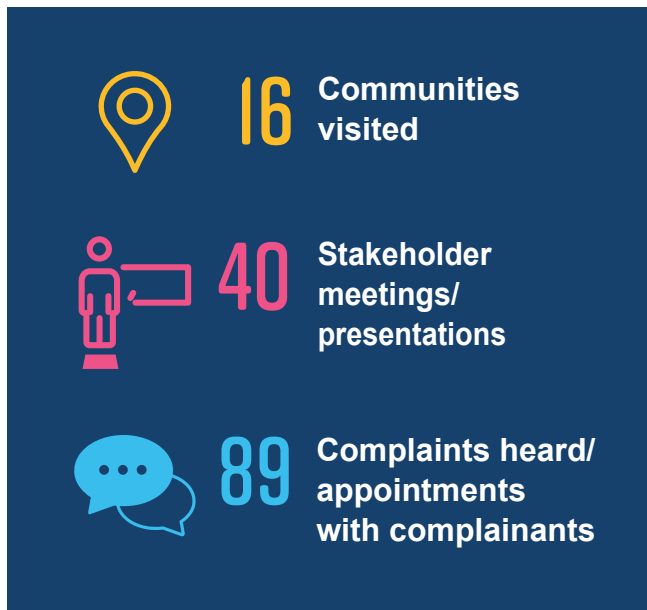 16 Communities
visited
40 Stakeholder
meetings/
presentations
89 Complaints heard/
appointments
with complainants